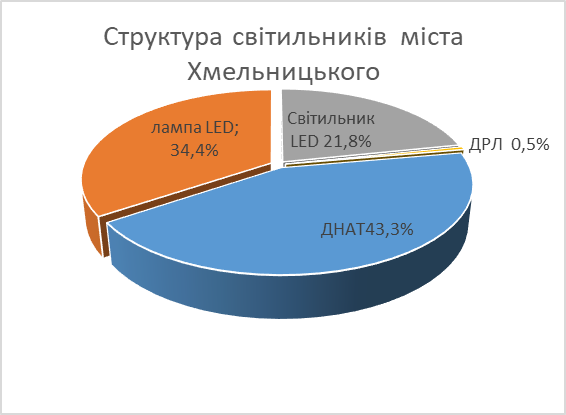 Структура світильників міста
Хмельницького
лампа LED;
34,4%
Світильник
LED 21,8%
ДРЛ 0,5%
ДНАТ43,3%